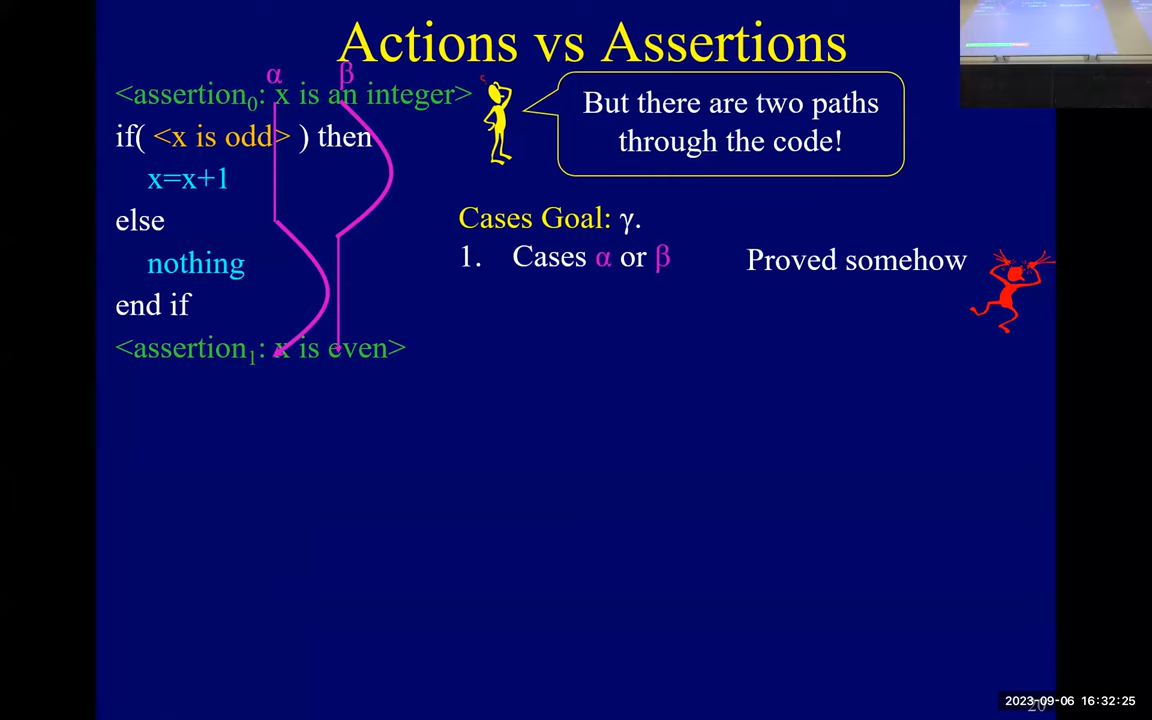 Actions vs Assertions
α β
<assertion0: x is an integer>
if( <x is odd> ) then
x=x+1
else
nothing
end if
<assertion1: x is even>
But there are two paths
through the code!
Cases Goal: γ.
1. Cases α or β Proved somehow
2023-09-06 16:32:25